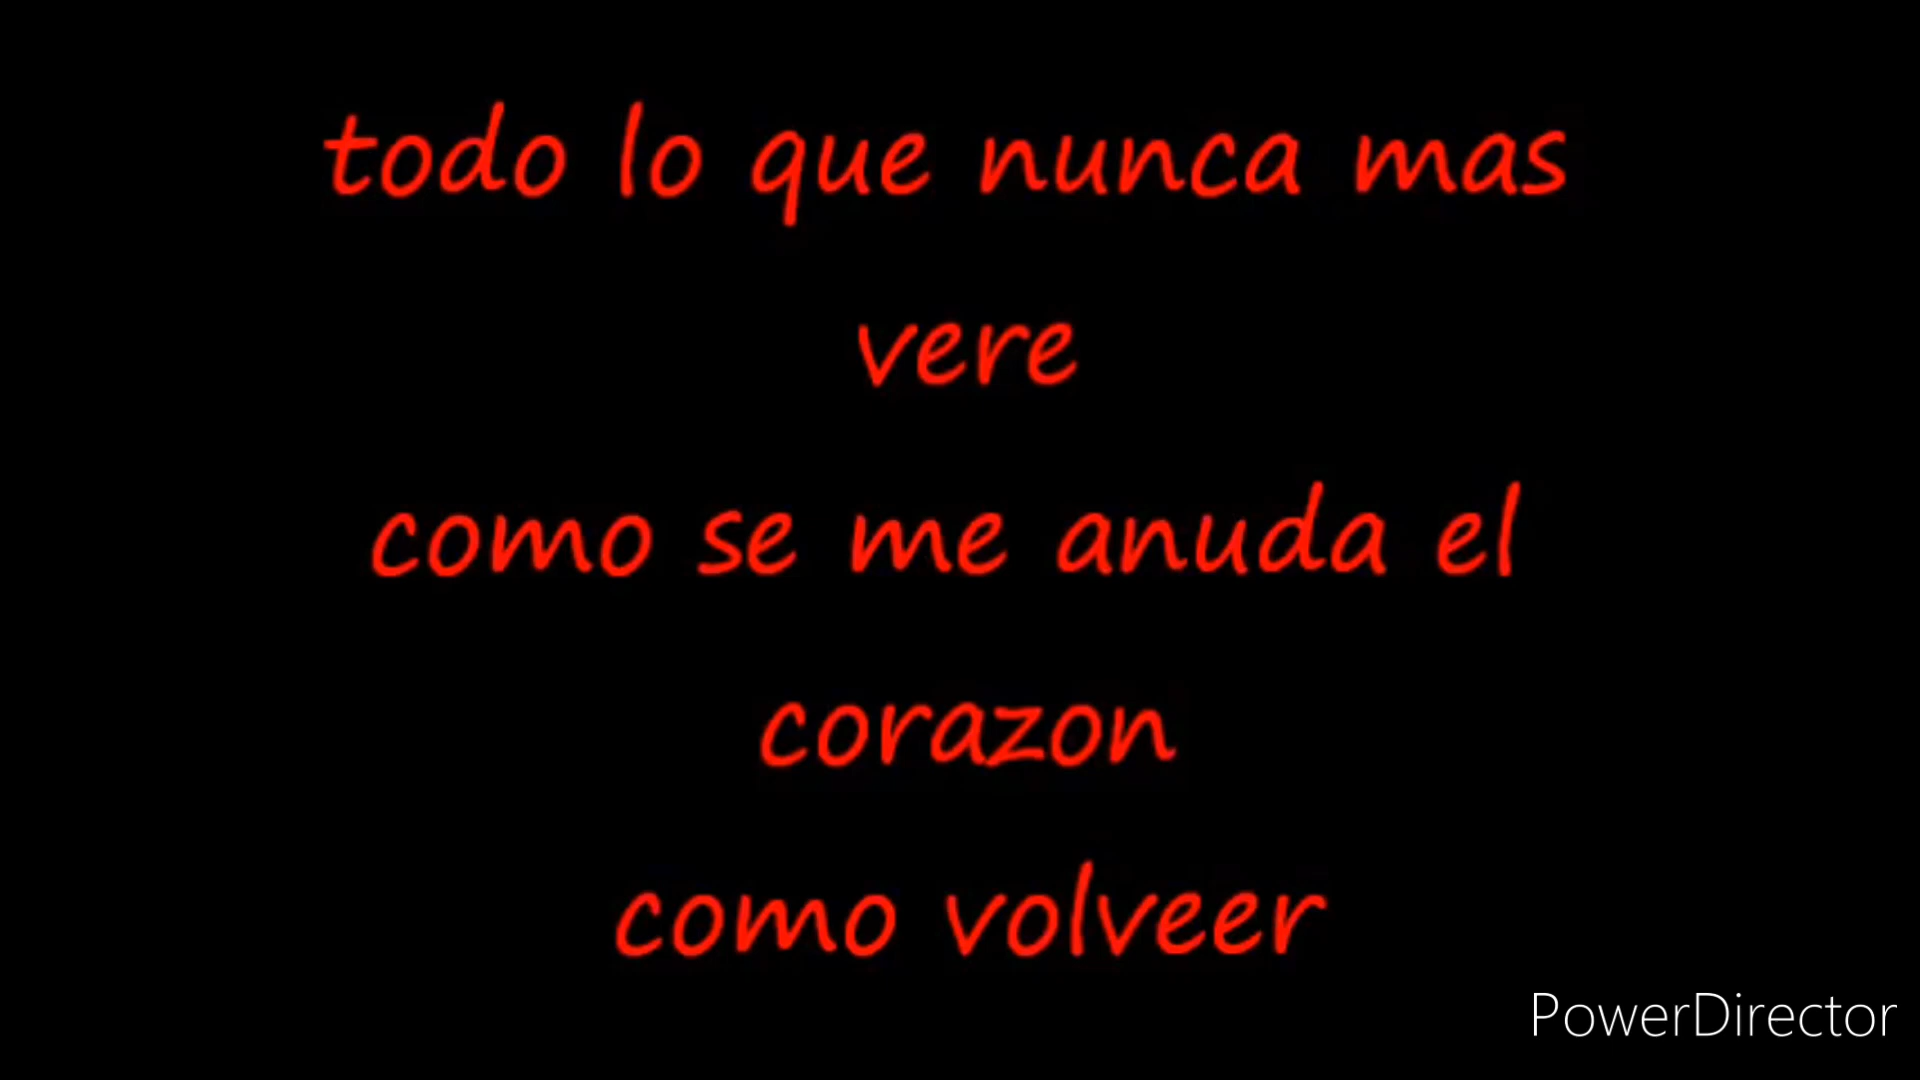 todo lo que nunca mas
vere
como se me anuda el
corazon
como volveer
PowerDirector